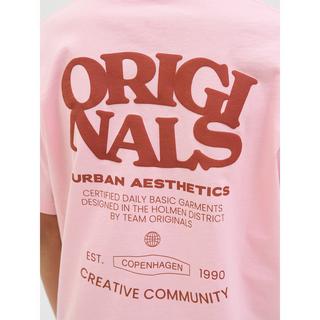 ORIGI
NALS
URBAN AESTHETICS
CERTIFIED DAILY BASIC GARMENTS
DESIGNED IN THE HOLMEN DISTRICT
BY TEAM ORIGINALS
EST. COPENHAGEN 1990
CREATIVE COMMUNITY